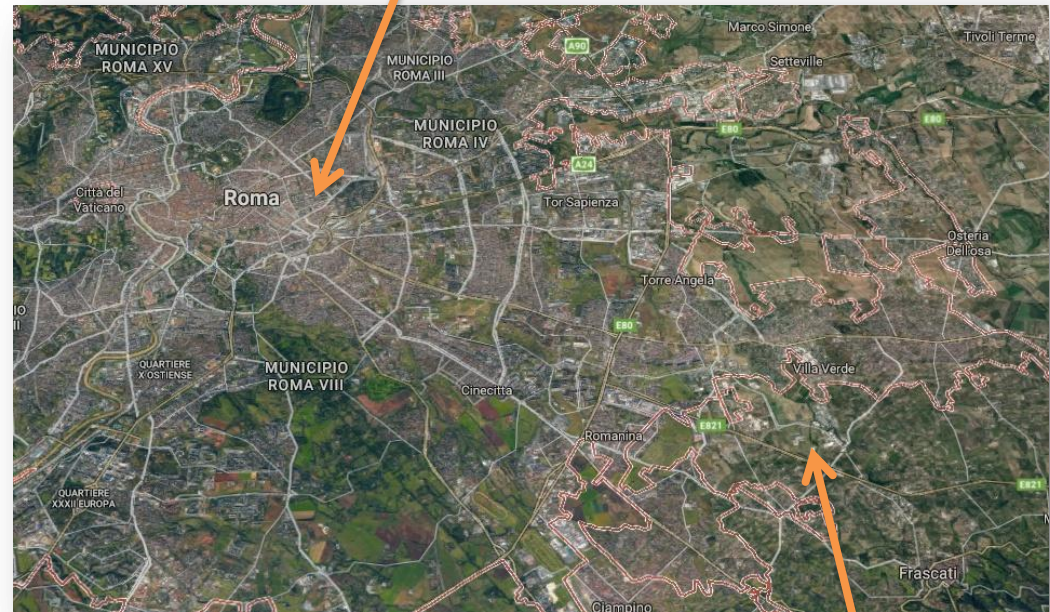 Marco Simone
Tivoli Terme
MUNICIPIO
ROMA XV
A90
MUNICIPIO
ROMA III
Setteville
MUNICIPIO
ROMA IV
E80
E80
A24
Città del
Vaticano
Roma
Tor Sapienza
Osteria
Dell'osa
Torre Angela
IO
II
E80
QUARTIERE
X OSTIENSE
MUNICIPIO
ROMA VIII
Villa Verde
Cinecittà
E821
Romanina
QUARTIERE
XXXII EUROPA
E821
Frascati
Ciampino